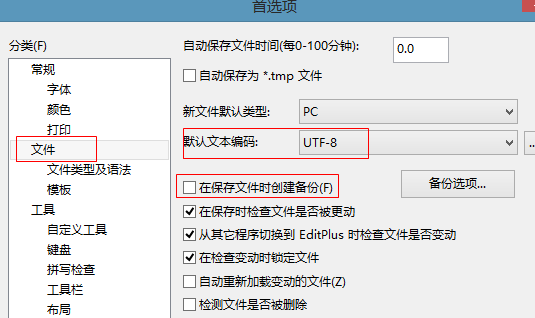 首选项
分类(F)
常规
字体
颜色
打印
文件
文件类型及语法
模板
工具
自定义工具
键盘
拼写检查
工具栏
布局
自动保存文件时间(每0-100分钟):
0.0
自动保存为 *.tmp 文件
新文件默认类型:
PC
默认文本编码:
UTF-8
..
在保存文件时创建备份(F)
备份选项...
在保存时检查文件是否被更动
从其它程序切换到 EditPlus 时检查文件是否变动
在检查变动时锁定文件
自动重新加载变动的文件(Z)
检测文件是否被删除